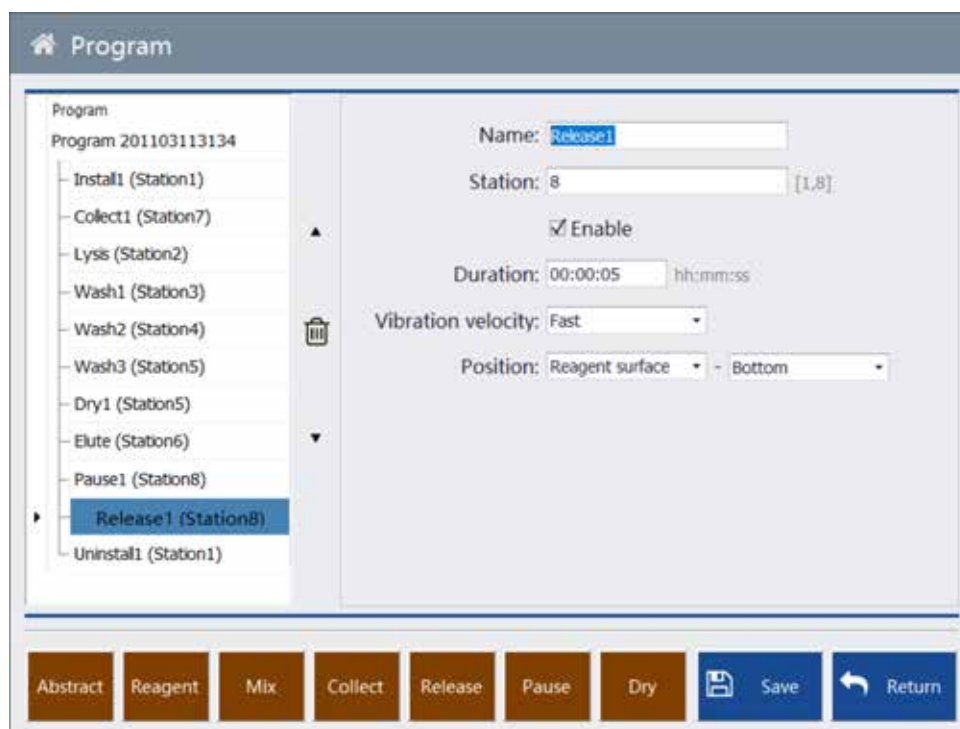 Program
Program
Program 201103113134
Install1 (Station1)
Collect1 (Station7)
Lysis (Station2)
Wash1 (Station3)
Wash2 (Station4)
Wash3 (Station5)
Dry1 (Station5)
Elute (Station6)
Pause1 (Station8)
Release1 (Station8)
Uninstall1 (Station1)
Name: Release1
Station: 8 [1,8]
Enable
Duration: 00:00:05 hh:mm:ss
Vibration velocity: Fast
Position: Reagent surface - Bottom
Abstract Reagent Mix Collect Release Pause Dry Save Return